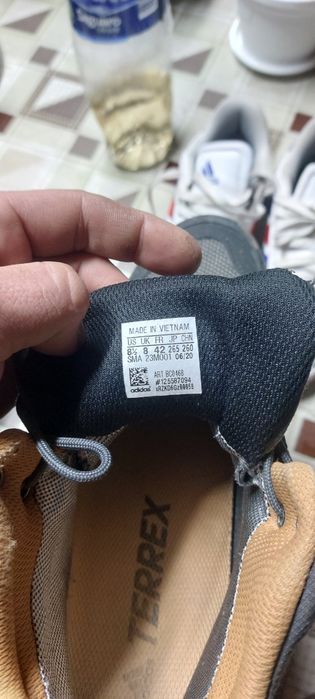 MADE IN VIETNAM
US UK FR JP CHN
8½ 8 42 265 260
SMA 23M001 06/20
ART BC0468
#125587094
adidas
TERREX